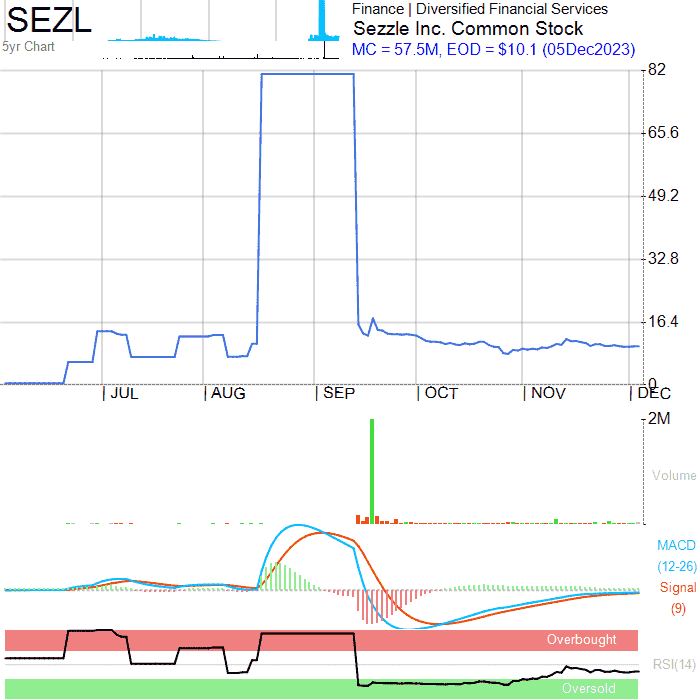 SEZL
5yr Chart
Finance | Diversified Financial Services
Sezzle Inc. Common Stock
MC = 57.5M, EOD = $10.1 (05Dec2023)
82
65.6
49.2
32.8
16.4
0
| JUL | AUG | SEP | OCT | NOV | DEC
2M
Volume
MACD
(12-26)
Signal
(9)
Overbought
RSI(14)
Oversold